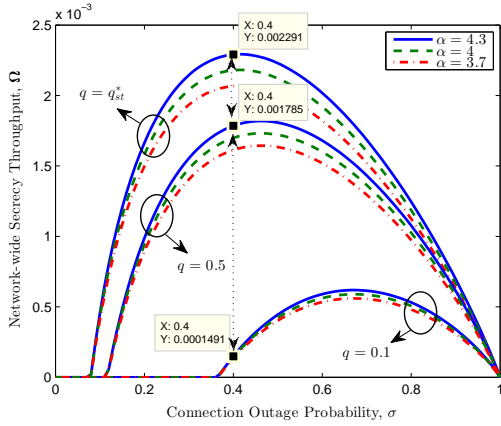 2.5 x 10⁻³
2
1.5
1
0.5
0
0 0.2 0.4 0.6 0.8 1
Network-wide Secrecy Throughput, Ω
Connection Outage Probability, σ
X: 0.4
Y: 0.002291
X: 0.4
Y: 0.001785
X: 0.4
Y: 0.0001491
α = 4.3
α = 4
α = 3.7
q = q*ₛₜ
q = 0.5
q = 0.1